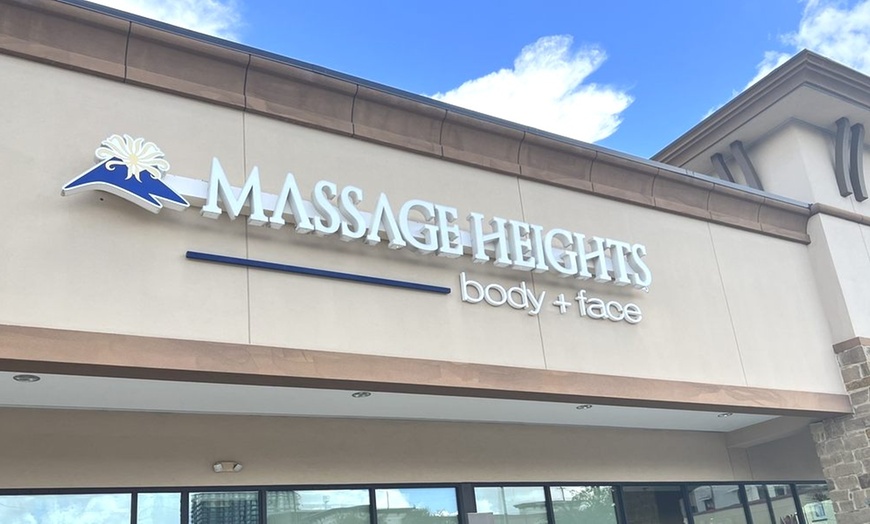 MASSAGE HEIGHTS
body + face